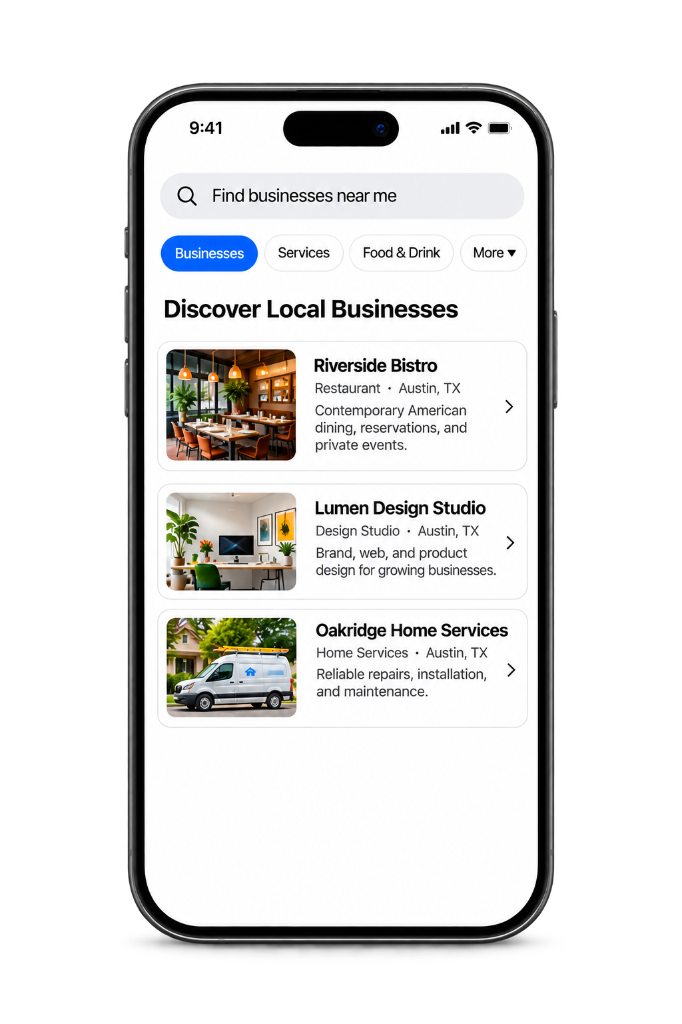 9:41
Find businesses near me
Businesses
Services
Food & Drink
More ▾
Discover Local Businesses
Riverside Bistro
Restaurant • Austin, TX
Contemporary American
dining, reservations, and
private events.
Lumen Design Studio
Design Studio • Austin, TX
Brand, web, and product
design for growing businesses.
Oakridge Home Services
Home Services • Austin, TX
Reliable repairs, installation,
and maintenance.